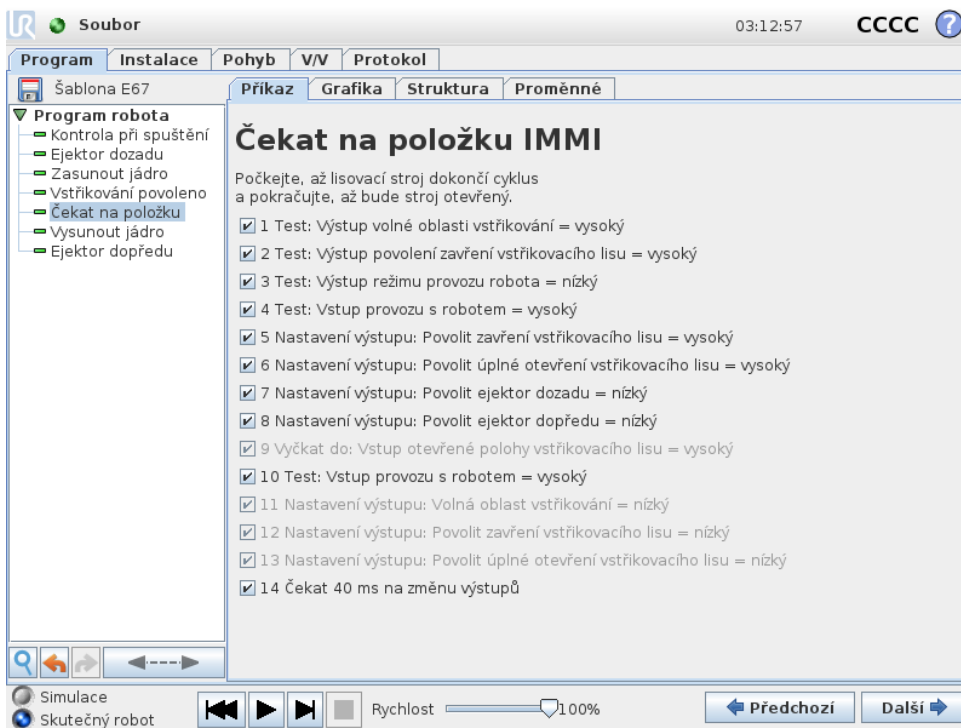 UR Soubor 03:12:57 CCCC ?
Program Instalace Pohyb V/V Protokol
Šablona E67
Příkaz Grafika Struktura Proměnné
Program robota
Kontrola při spuštění
Ejektor dozadu
Zasunout jádro
Vstřikování povoleno
Čekat na položku
Vysunout jádro
Ejektor dopředu
Čekat na položku IMMI
Počkejte, až lisovací stroj dokončí cyklus
a pokračujte, až bude stroj otevřený.
1 Test: Výstup volné oblasti vstřikování = vysoký
2 Test: Výstup povolení zavření vstřikovacího lisu = vysoký
3 Test: Výstup režimu provozu robota = nízký
4 Test: Vstup provozu s robotem = vysoký
5 Nastavení výstupu: Povolit zavření vstřikovacího lisu = vysoký
6 Nastavení výstupu: Povolit úplné otevření vstřikovacího lisu = vysoký
7 Nastavení výstupu: Povolit ejektor dozadu = nízký
8 Nastavení výstupu: Povolit ejektor dopředu = nízký
9 Vyčkat do: Vstup otevřené polohy vstřikovacího lisu = vysoký
10 Test: Vstup provozu s robotem = vysoký
11 Nastavení výstupu: Volná oblast vstřikování = nízký
12 Nastavení výstupu: Povolit zavření vstřikovacího lisu = nízký
13 Nastavení výstupu: Povolit úplné otevření vstřikovacího lisu = nízký
14 Čekat 40 ms na změnu výstupů
Simulace
Skutečný robot
Rychlost 100%
Předchozí Další